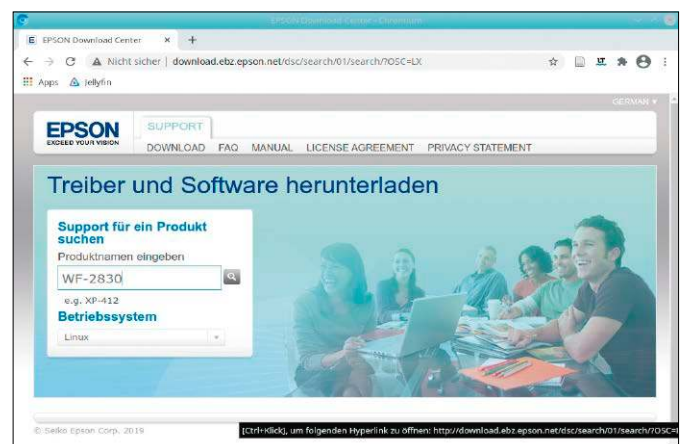 EPSON Download Center - Chromium
EPSON Download Center
Nicht sicher | download.ebz.epson.net/dsc/search/01/search/?OSC=LX
Apps Jellyfin
GERMAN
EPSON
EXCEED YOUR VISION
SUPPORT
DOWNLOAD FAQ MANUAL LICENSE AGREEMENT PRIVACY STATEMENT
Treiber und Software herunterladen
Support für ein Produkt
suchen
Produktnamen eingeben
WF-2830
e.g. XP-412
Betriebssystem
Linux
© Seiko Epson Corp. 2019
[Ctrl+Klick], um folgenden Hyperlink zu öffnen: http://download.ebz.epson.net/dsc/search/01/search/?OSC=